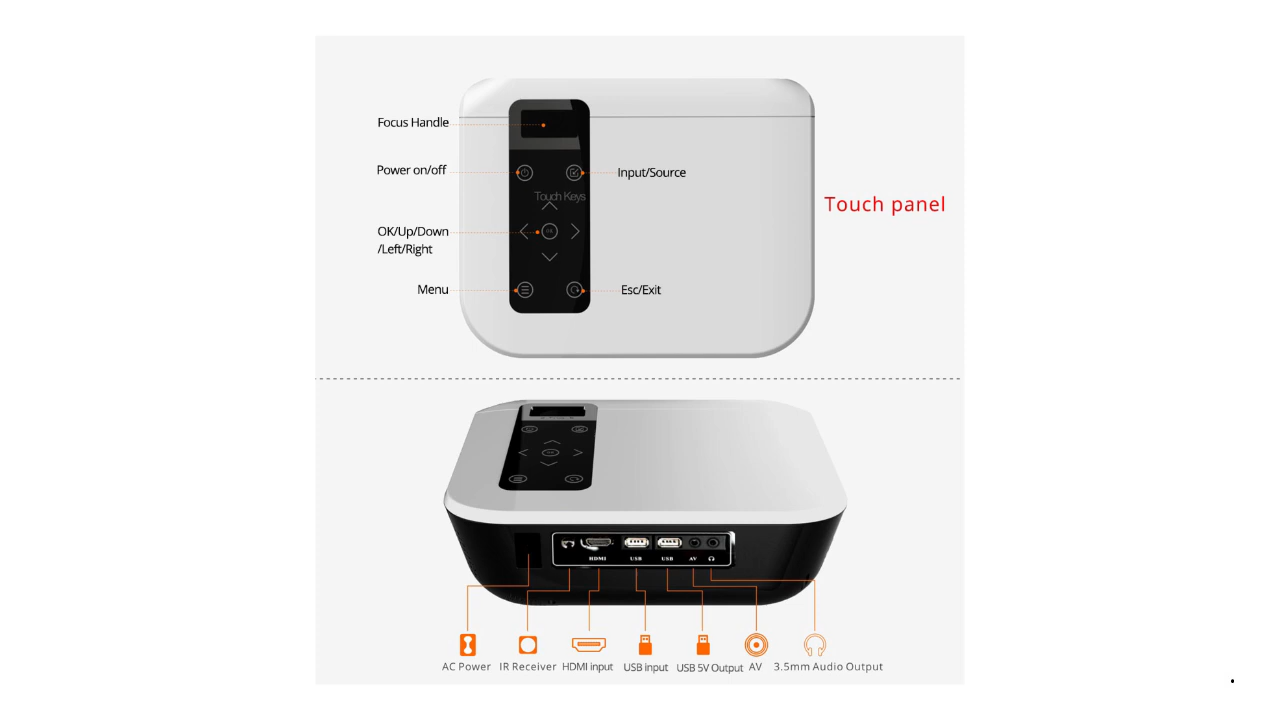 Focus Handle
Power on/off
Input/Source
Touch Keys
Touch panel
OK/Up/Down
/Left/Right
OK
Menu
Esc/Exit
HDMI
USB
USB
AV
AC Power
IR Receiver
HDMI input
USB input
USB 5V Output
AV
3.5mm Audio Output
.